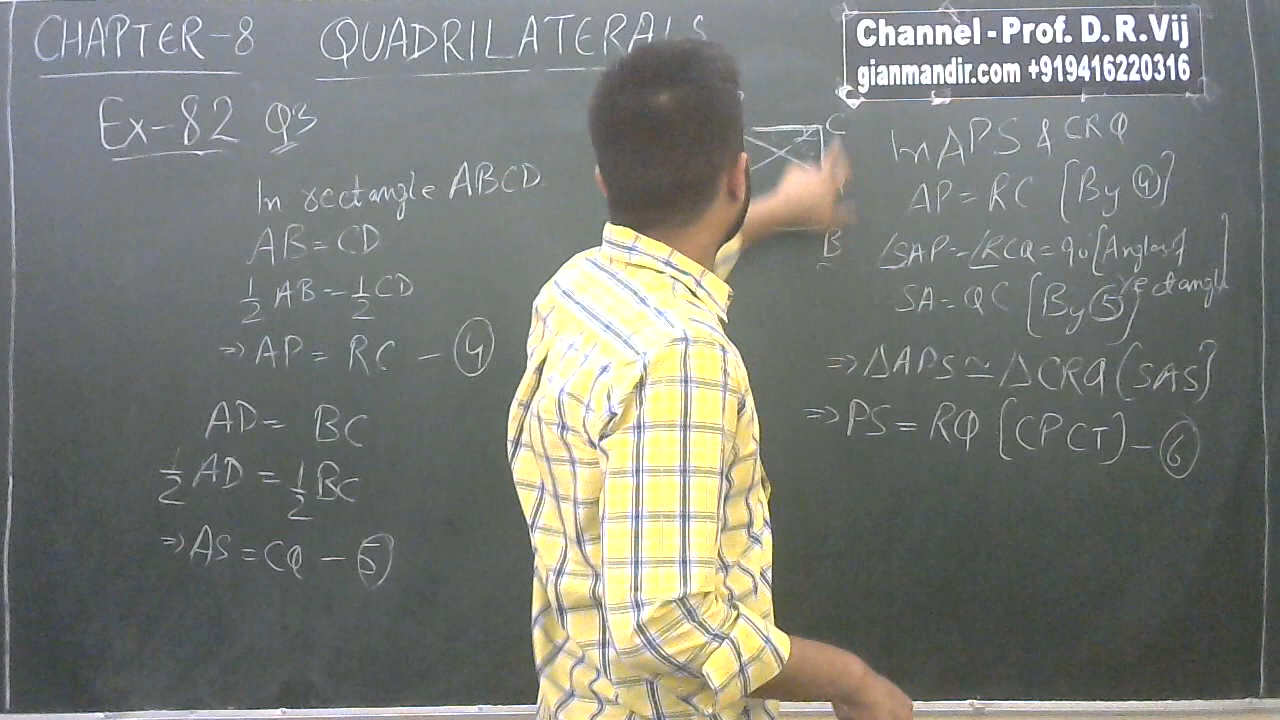 CHAPTER-8 QUADRILATERALS
Channel - Prof. D.R.Vij
gianmandir.com +919416220316
Ex-8.2 Q3
In rectangle ABCD
AB = CD
1/2 AB = 1/2 CD
⇒ AP = RC - ④
AD = BC
1/2 AD = 1/2 BC
⇒ AS = CQ - ⑤
C
B
In APS & CRQ
AP = RC [By ④]
∠SAP = ∠RCQ = 90° [Angles of rectangle]
SA = QC [By ⑤]
⇒ ΔAPS ≅ ΔCRQ (SAS)
⇒ PS = RQ [CPCT) - ⑥